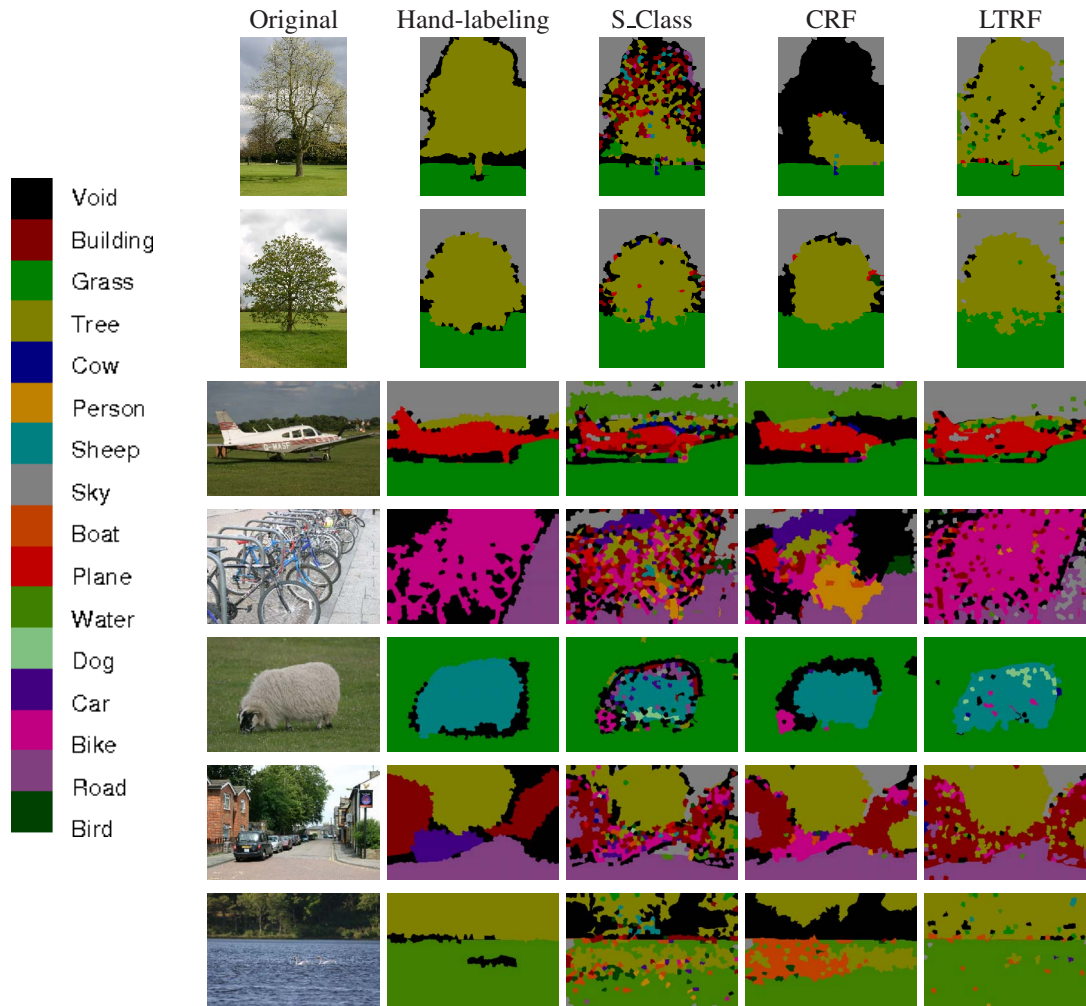 Original Hand-labeling S_Class CRF LTRF
Void
Building
Grass
Tree
Cow
Person
Sheep
Sky
Boat
Plane
Water
Dog
Car
Bike
Road
Bird